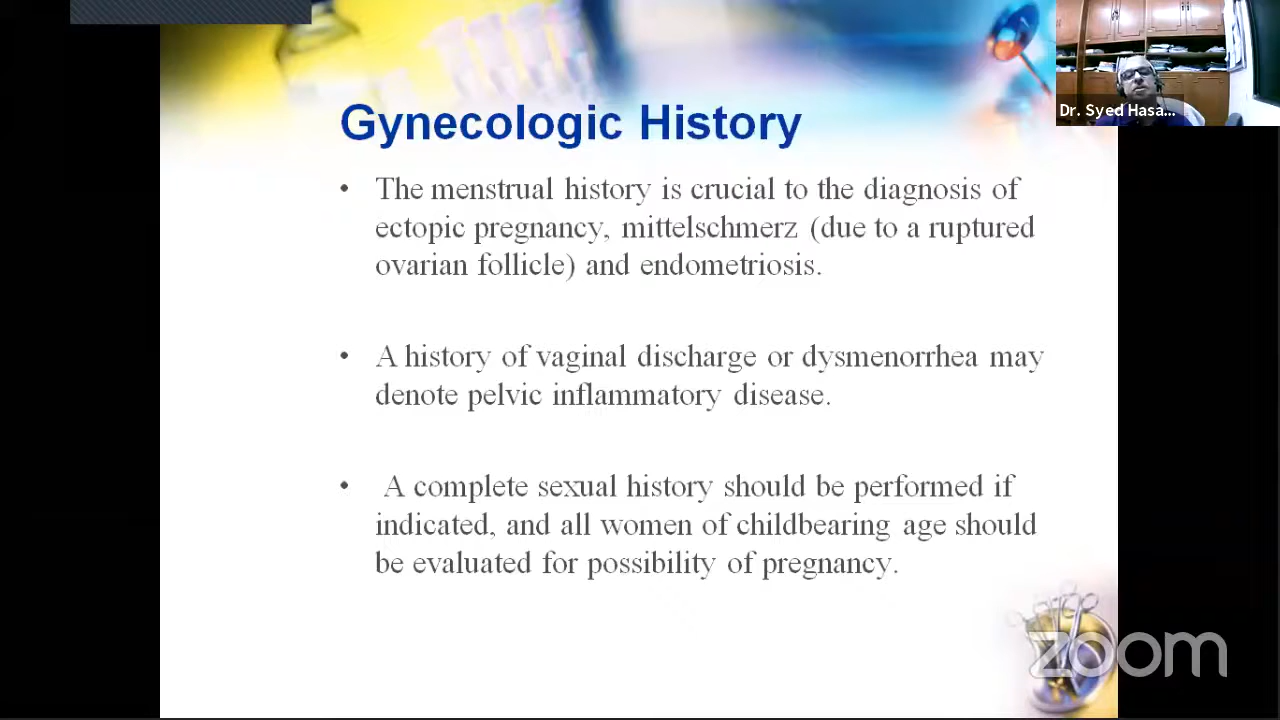 Dr. Syed Hasa...
Gynecologic History
• The menstrual history is crucial to the diagnosis of
ectopic pregnancy, mittelschmerz (due to a ruptured
ovarian follicle) and endometriosis.
• A history of vaginal discharge or dysmenorrhea may
denote pelvic inflammatory disease.
• A complete sexual history should be performed if
indicated, and all women of childbearing age should
be evaluated for possibility of pregnancy.
zoom